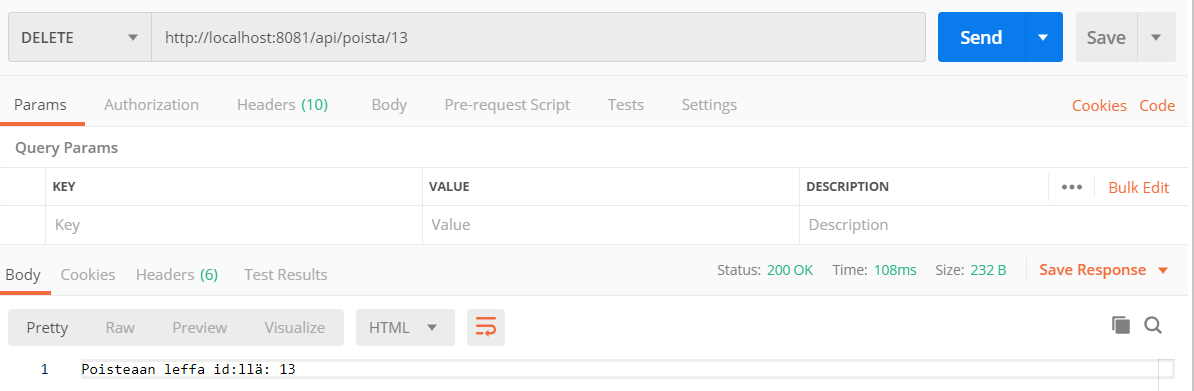 DELETE http://localhost:8081/api/poista/13 Send Save
Params Authorization Headers (10) Body Pre-request Script Tests Settings Cookies Code
Query Params
KEY VALUE DESCRIPTION ••• Bulk Edit
Key Value Description
Body Cookies Headers (6) Test Results Status: 200 OK Time: 108ms Size: 232 B Save Response
Pretty Raw Preview Visualize HTML
1 Poisteaan leffa id:llä: 13